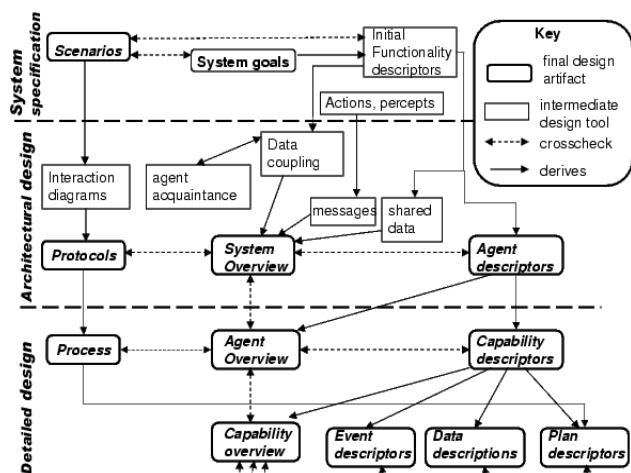 System
specification
Scenarios
System goals
Initial
Functionality
descriptors
Key
final design
artifact
intermediate
design tool
crosscheck
derives
Actions, percepts
Architectural design
Interaction
diagrams
agent
acquaintance
Data
coupling
messages
shared
data
Protocols
System
Overview
Agent
descriptors
Detailed design
Process
Agent
Overview
Capability
descriptors
Capability
overview
Event
descriptors
Data
descriptions
Plan
descriptors